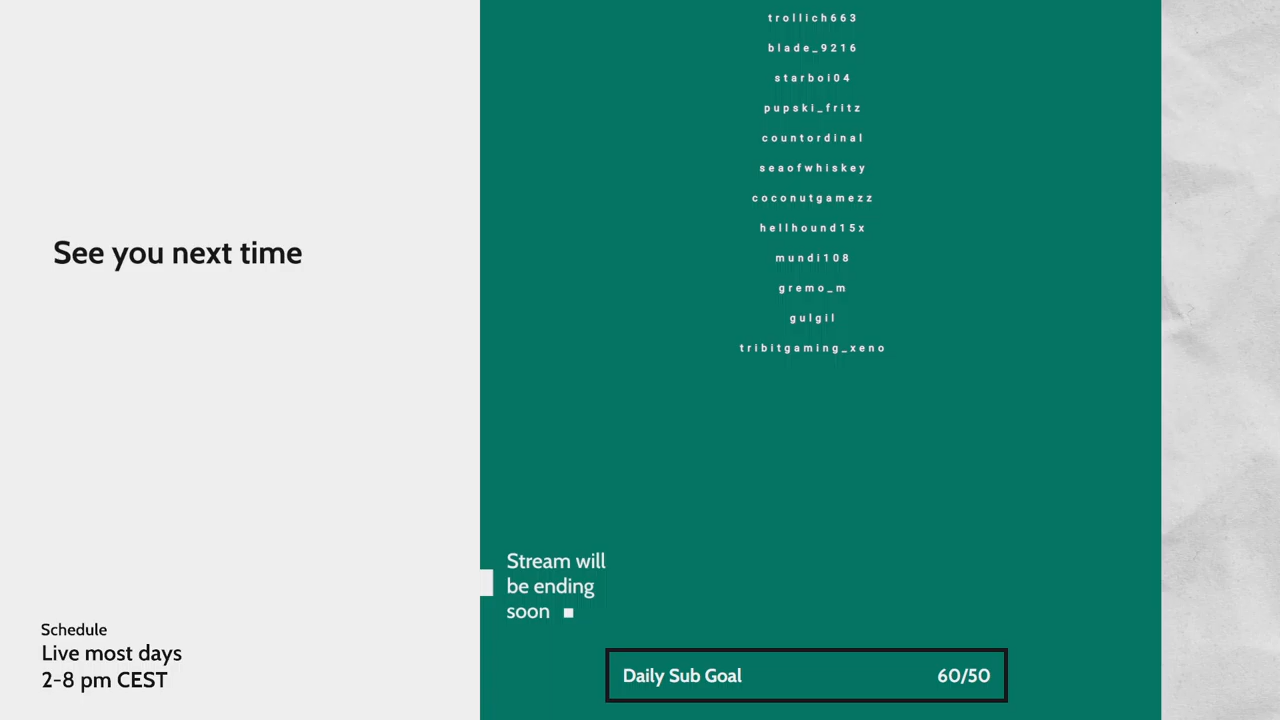 trollich663
blade_9216
starboi04
pupski_fritz
countordinal
seaofwhiskey
coconutgamezz
hellhound15x
mundi108
gremo_m
gulgil
tribitgaming_xeno
See you next time
Stream will
be ending
soon
Schedule
Live most days
2-8 pm CEST
Daily Sub Goal 60/50